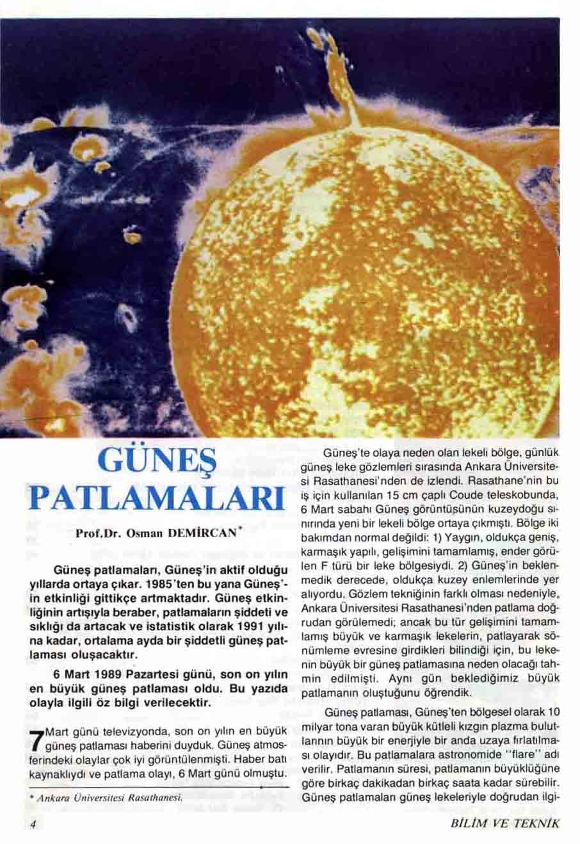 GÜNEŞ
PATLAMALARI
Prof.Dr. Osman DEMİRCAN*
Güneş patlamaları, Güneş'in aktif olduğu
yıllarda ortaya çıkar. 1985'ten bu yana Güneş'-
in etkinliği gittikçe artmaktadır. Güneş etkin-
liğinin artışıyla beraber, patlamaların şiddeti ve
sıklığı da artacak ve istatistik olarak 1991 yılı-
na kadar, ortalama ayda bir şiddetli güneş pat-
laması oluşacaktır.
6 Mart 1989 Pazartesi günü, son on yılın
en büyük güneş patlaması oldu. Bu yazıda
olayla ilgili öz bilgi verilecektir.
7 Mart günü televizyonda, son on yılın en büyük
güneş patlaması haberini duyduk. Güneş atmos-
ferindeki olaylar çok iyi görüntülenmişti. Haber batı
kaynaklıydı ve patlama olayı, 6 Mart günü olmuştu.
* Ankara Üniversitesi Rasathanesi.
Güneş'te olaya neden olan lekeli bölge, günlük
güneş leke gözlemleri sırasında Ankara Üniversite-
si Rasathanesi'nden de izlendi. Rasathane'nin bu
iş için kullanılan 15 cm çaplı Coude teleskobunda,
6 Mart sabahı Güneş görüntüşünün kuzeydoğu sı-
nırında yeni bir lekeli bölge ortaya çıkmıştı. Bölge iki
bakımdan normal değildi: 1) Yaygın, oldukça geniş,
karmaşık yapılı, gelişimini tamamlamış, ender görü-
len F türü bir leke bölgesiydi. 2) Güneş'in beklen-
medik derecede, oldukça kuzey enlemlerinde yer
alıyordu. Gözlem tekniğinin farklı olması nedeniyle,
Ankara Üniversitesi Rasathanesi'nden patlama doğ-
rudan görülemedi; ancak bu tür gelişimini tamam-
lamış büyük ve karmaşık lekelerin, patlayarak sö-
nümleme evresine girdikleri bilindiği için, bu leke-
nin büyük bir güneş patlamasına neden olacağı tah-
min edilmişti. Aynı gün beklediğimiz büyük
patlamanın oluştuğunu öğrendik.
Güneş patlaması, Güneş'ten bölgesel olarak 10
milyar tona varan büyük kütleli kızgın plazma bulut-
larının büyük bir enerjiyle bir anda uzaya fırlatılma-
sı olayıdır. Bu patlamalara astronomide "flare" adı
verilir. Patlamanın süresi, patlamanın büyüklüğüne
göre birkaç dakikadan birkaç saata kadar sürebilir.
Güneş patlamaları güneş lekeleriyle doğrudan ilgi-
4
BİLİM VE TEKNİK